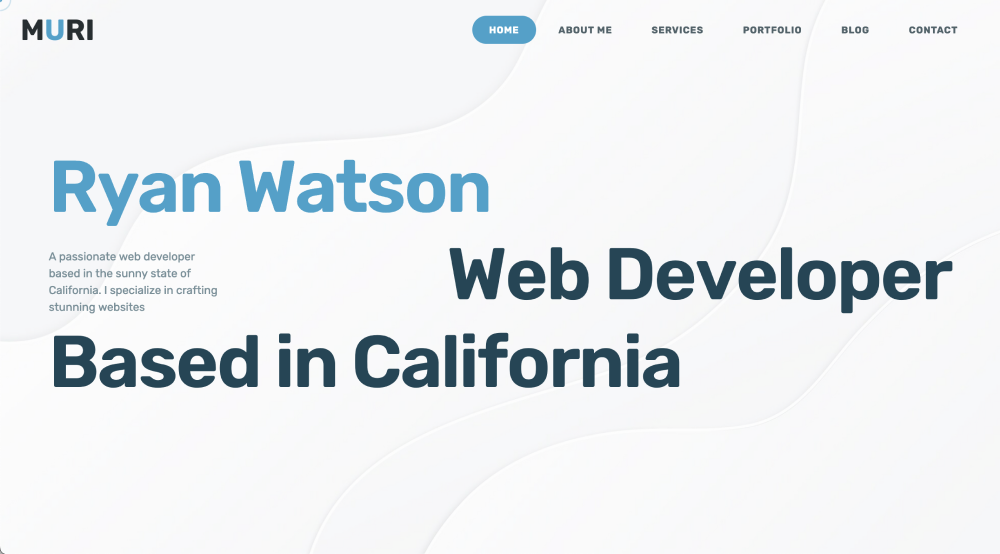 MURI
HOME
ABOUT ME
SERVICES
PORTFOLIO
BLOG
CONTACT
Ryan Watson
A passionate web developer
based in the sunny state of
California. I specialize in crafting
stunning websites
Web Developer
Based in California